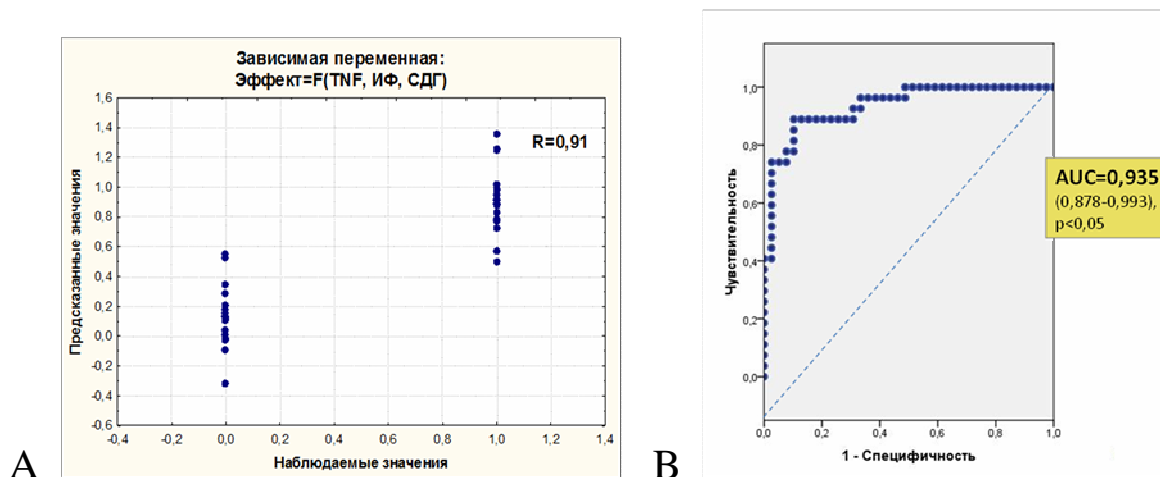 Зависимая переменная:
Эффект=F(TNF, ИФ, СДГ)
R=0,91
Предсказанные значения
1,6
1,4
1,2
1,0
0,8
0,6
0,4
0,2
0,0
-0,2
-0,4
-0,6
-0,4 -0,2 0,0 0,2 0,4 0,6 0,8 1,0 1,2 1,4
Наблюдаемые значения
А
Чувствительность
1,0
0,8
0,6
0,4
0,2
0,0
AUC=0,935
(0,878-0,993),
p<0,05
0,0 0,2 0,4 0,6 0,8 1,0
1 - Специфичность
В